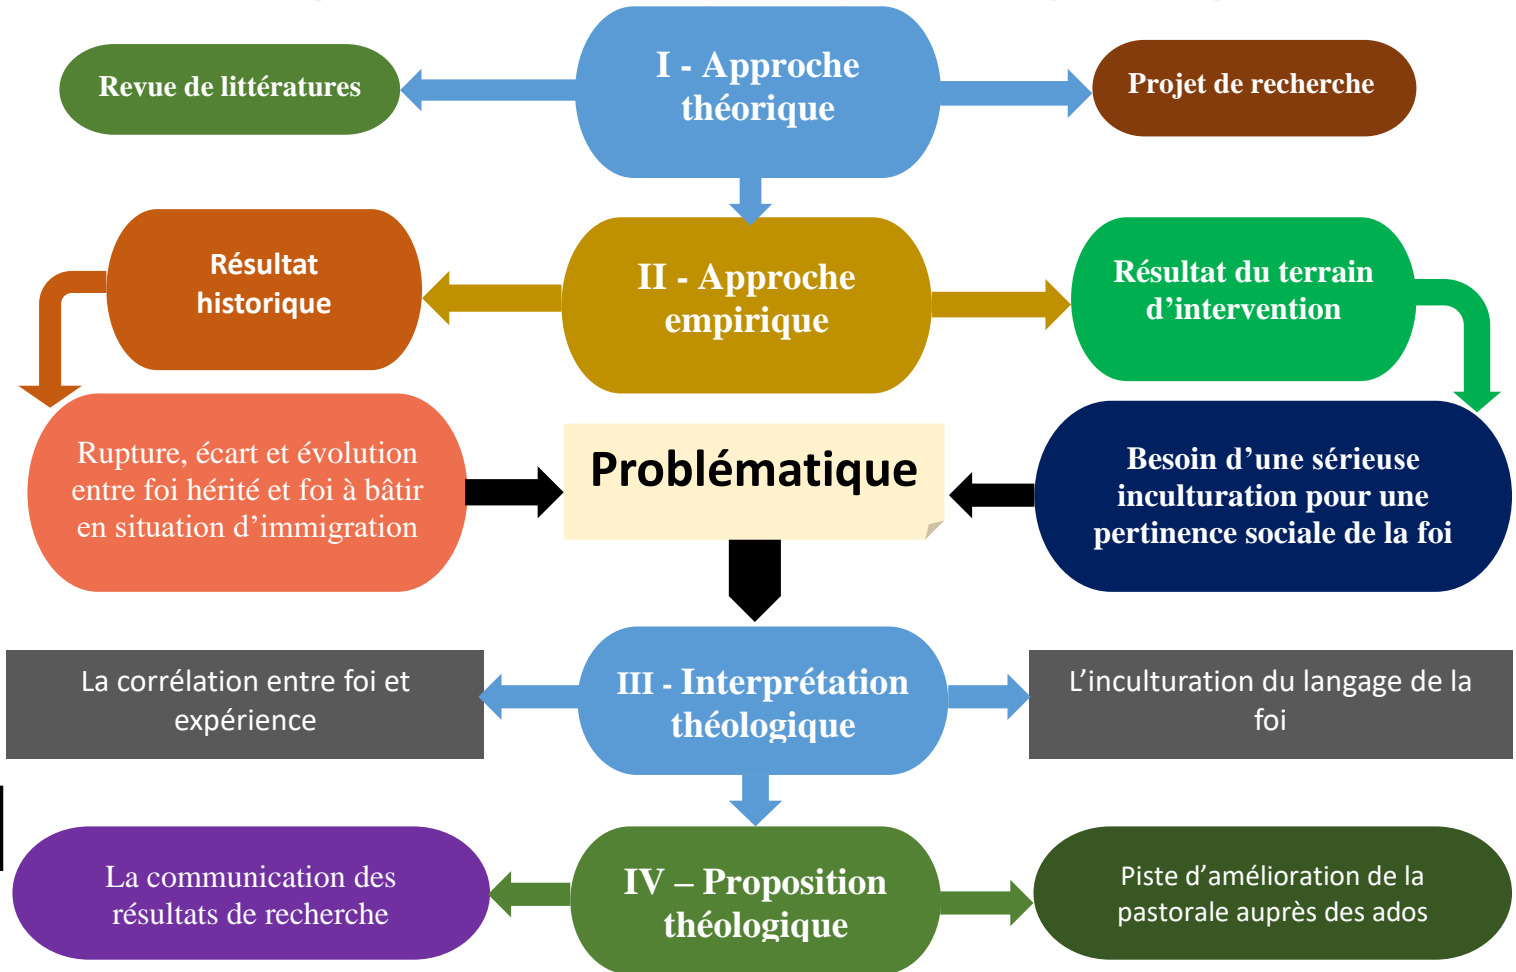 I - Approche
théorique
Revue de littératures
Projet de recherche
Résultat
historique
II - Approche
empirique
Résultat du terrain
d’intervention
Rupture, écart et évolution
entre foi hérité et foi à bâtir
en situation d’immigration
Problématique
Besoin d’une sérieuse
inculturation pour une
pertinence sociale de la foi
La corrélation entre foi et
expérience
III - Interprétation
théologique
L’inculturation du langage de la
foi
La communication des
résultats de recherche
IV – Proposition
théologique
Piste d’amélioration de la
pastorale auprès des ados